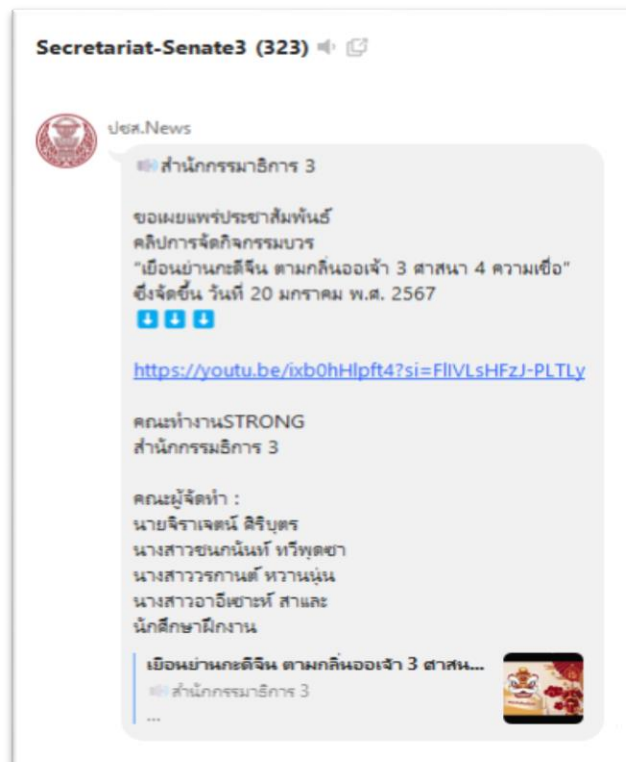 Secretariat-Senate3 (323)
ปชส.News
สำนักกรรมาธิการ 3
ขอเผยแพร่ประชาสัมพันธ์
คลิปการจัดกิจกรรมบวร
“เยือนย่านกะดีจีน ตามกลิ่นออเจ้า 3 ศาสนา 4 ความเชื่อ”
ซึ่งจัดขึ้น วันที่ 20 มกราคม พ.ศ. 2567
https://youtu.be/ixb0hHlpft4?si=FlIVLsHFzJ-PLTLy
คณะทำงานSTRONG
สำนักกรรมธิการ 3
คณะผู้จัดทำ :
นายจิราเจตน์ ศิริบุตร
นางสาวชนกนันท์ ทวีพุดซา
นางสาววรกานต์ หวานนุ่น
นางสาวอาอีเซาะห์ สาและ
นักศึกษาฝึกงาน
เยือนย่านกะดีจีน ตามกลิ่นออเจ้า 3 ศาสน...
สำนักกรรมาธิการ 3
...